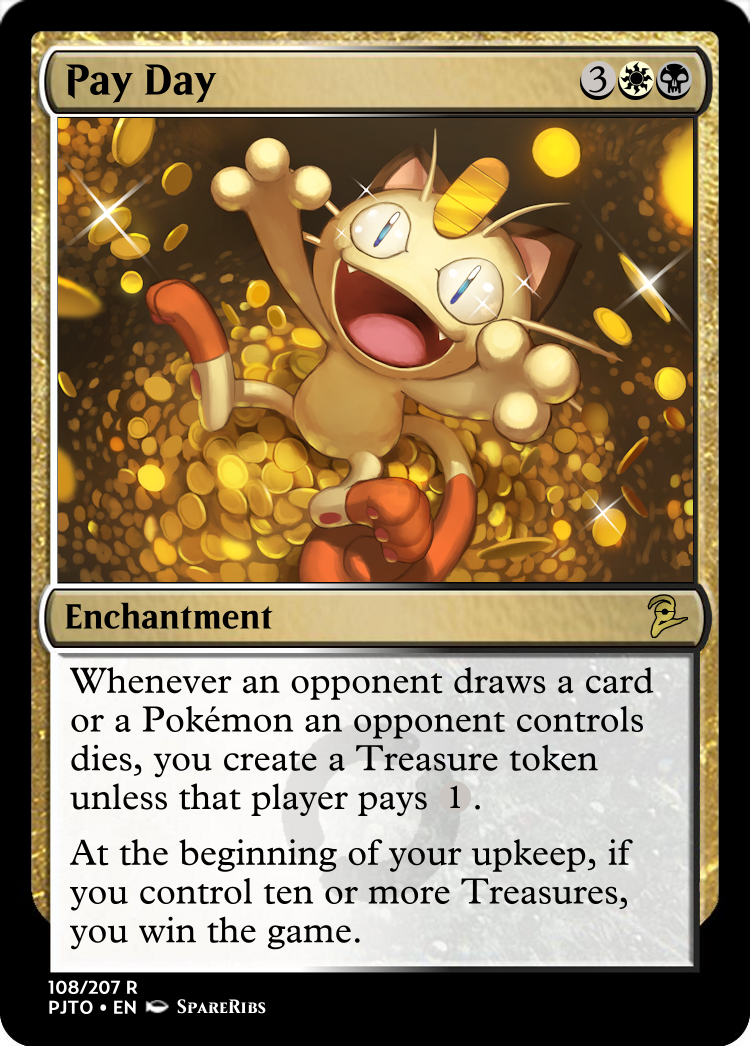 Pay Day 3
Enchantment
Whenever an opponent draws a card
or a Pokémon an opponent controls
dies, you create a Treasure token
unless that player pays 1.
At the beginning of your upkeep, if
you control ten or more Treasures,
you win the game.
108/207 R
PJTO • EN SpareRibs